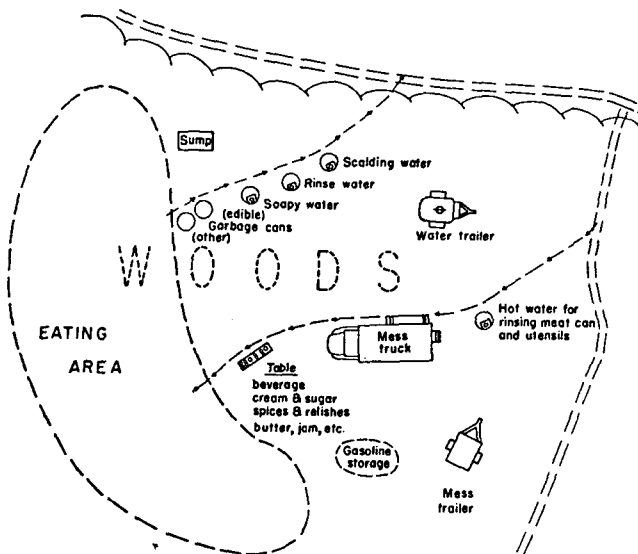 Sump
Scalding water
Rinse water
Soapy water
(edible)
Garbage cans
(other)
Water trailer
WOODS
EATING
AREA
Hot water for
rinsing meat can
and utensils
Mess
truck
Table
beverage
cream & sugar
spices & relishes
butter, jam, etc.
Gasoline
storage
Mess
trailer